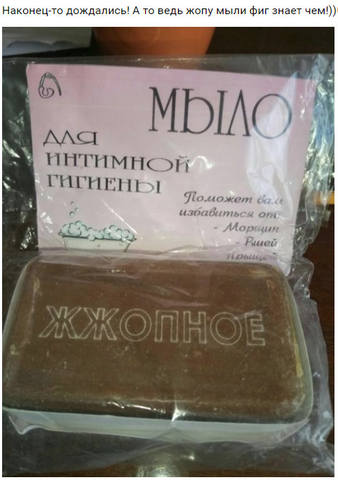 Наконец-то дождались! А то ведь жопу мыли фиг знает чем!))
МЫЛО
ДЛЯ
ИНТИМНОЙ
ГИГИЕНЫ
Поможет вам
избавиться от:
- Морщин
- Вшей
ЖЖОПНОЕ